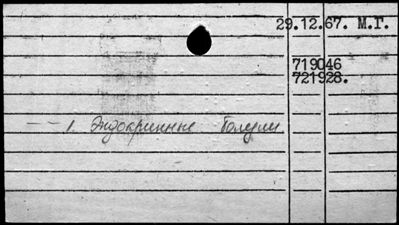 29.12.67. М.Г.
719046
721928.
1. Эндокринные болезни